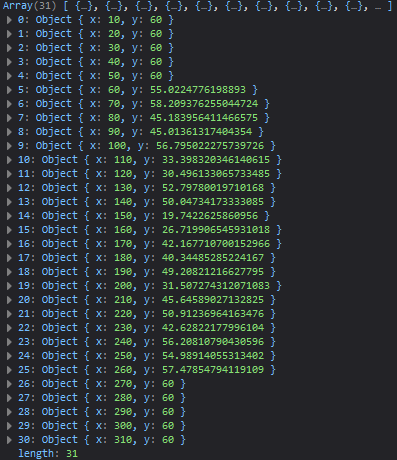 Array(31) [ {…}, {…}, {…}, {…}, {…}, {…}, {…}, {…}, {…}, {…}, … ]
0: Object { x: 10, y: 60 }
1: Object { x: 20, y: 60 }
2: Object { x: 30, y: 60 }
3: Object { x: 40, y: 60 }
4: Object { x: 50, y: 60 }
5: Object { x: 60, y: 55.0224776198893 }
6: Object { x: 70, y: 58.209376255044724 }
7: Object { x: 80, y: 45.183956411466575 }
8: Object { x: 90, y: 45.01361317404354 }
9: Object { x: 100, y: 56.795022275739726 }
10: Object { x: 110, y: 33.398320346140615 }
11: Object { x: 120, y: 30.496133065733485 }
12: Object { x: 130, y: 52.79780019710168 }
13: Object { x: 140, y: 50.04734173333085 }
14: Object { x: 150, y: 19.7422625860956 }
15: Object { x: 160, y: 26.719906545931018 }
16: Object { x: 170, y: 42.167710700152966 }
17: Object { x: 180, y: 40.34485285224167 }
18: Object { x: 190, y: 49.20821216627795 }
19: Object { x: 200, y: 31.507274312071083 }
20: Object { x: 210, y: 45.64589027132825 }
21: Object { x: 220, y: 50.91236964163476 }
22: Object { x: 230, y: 42.62822177996104 }
23: Object { x: 240, y: 56.20810790430596 }
24: Object { x: 250, y: 54.98914055313402 }
25: Object { x: 260, y: 57.47854794119109 }
26: Object { x: 270, y: 60 }
27: Object { x: 280, y: 60 }
28: Object { x: 290, y: 60 }
29: Object { x: 300, y: 60 }
30: Object { x: 310, y: 60 }
length: 31